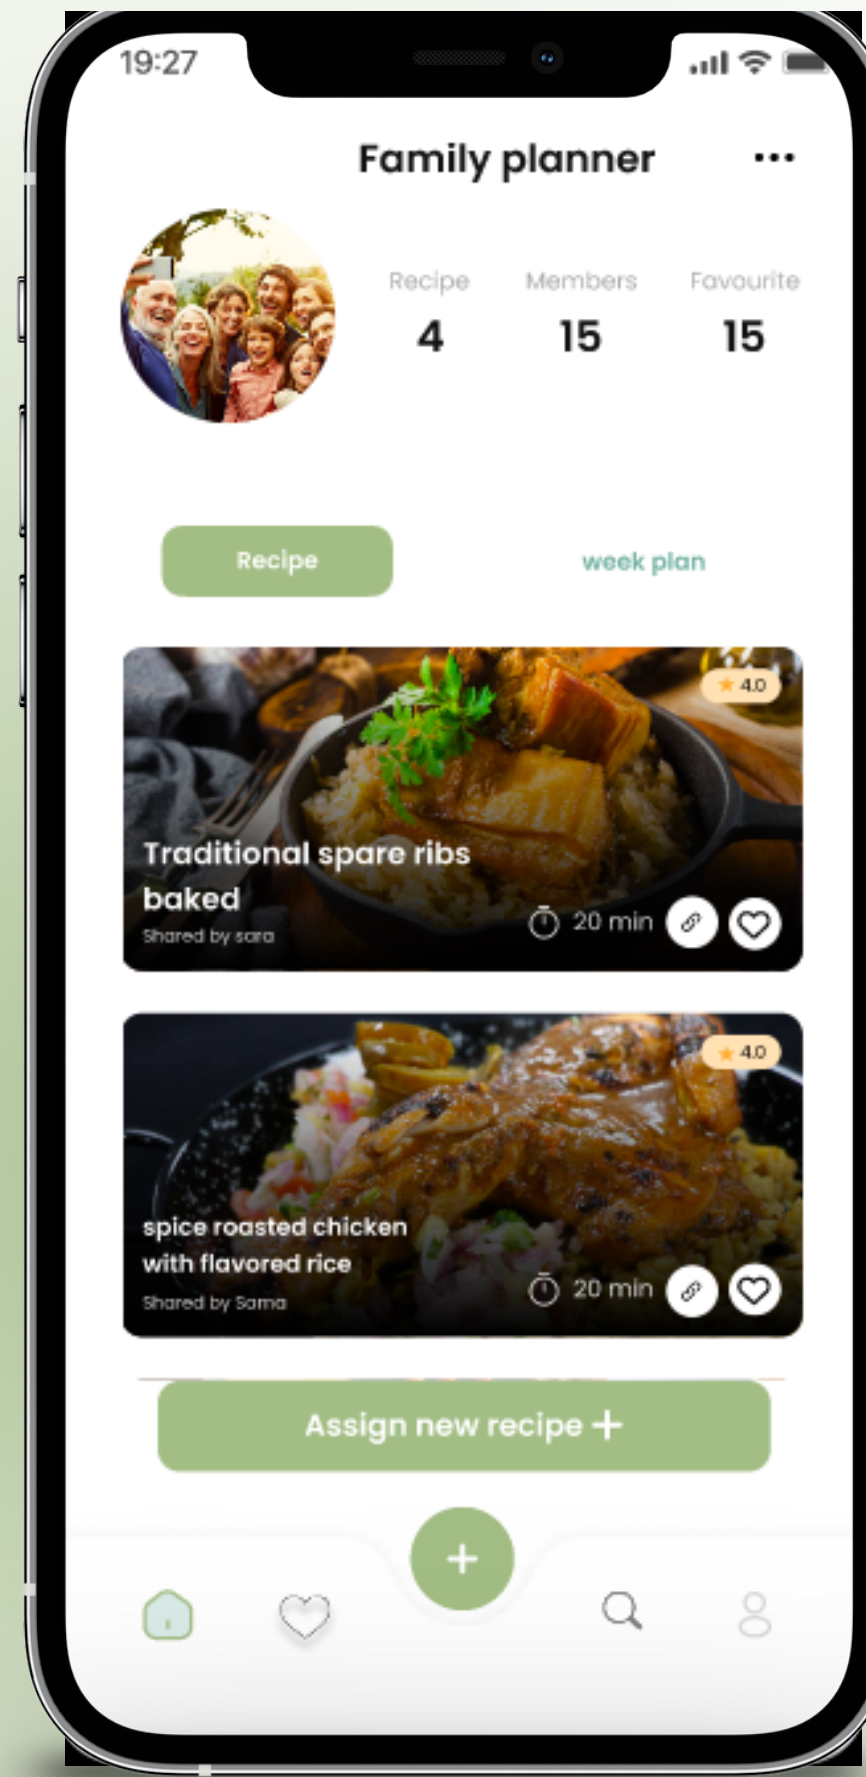 19:27
Family planner
Recipe Members Favourite
4 15 15
Recipe week plan
4.0
Traditional spare ribs
baked
Shared by sara
20 min
4.0
spice roasted chicken
with flavored rice
Shared by Sama
20 min
Assign new recipe +